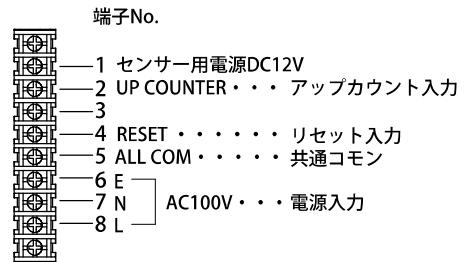 端子No.
1 センサー用電源DC12V
2 UP COUNTER・・・ アップカウント入力
3
4 RESET ・・・・・・ リセット入力
5 ALL COM・・・・・ 共通コモン
6 E
7 N AC100V・・・電源入力
8 L